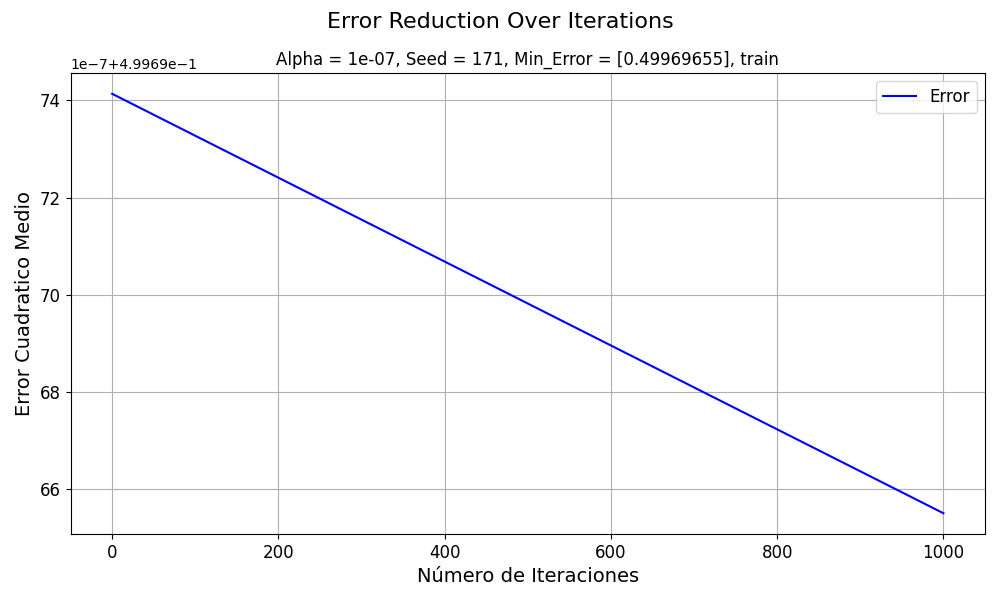 Error Reduction Over Iterations
Alpha = 1e-07, Seed = 171, Min_Error = [0.49969655], train
1e−7+4.9969e−1
Error
74
72
70
68
66
Error Cuadratico Medio
0 200 400 600 800 1000
Número de Iteraciones